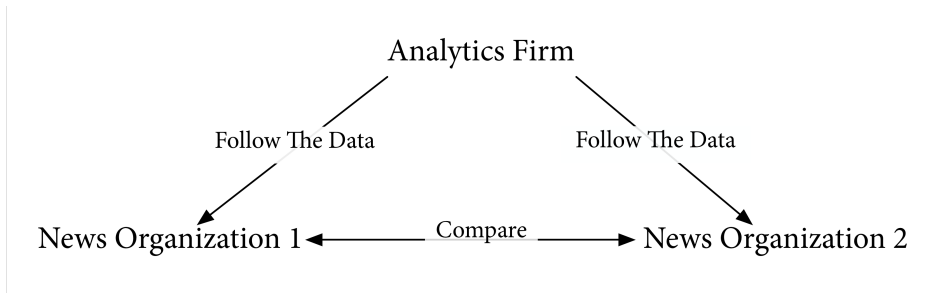 Analytics Firm
Follow The Data
Follow The Data
News Organization 1
Compare
News Organization 2